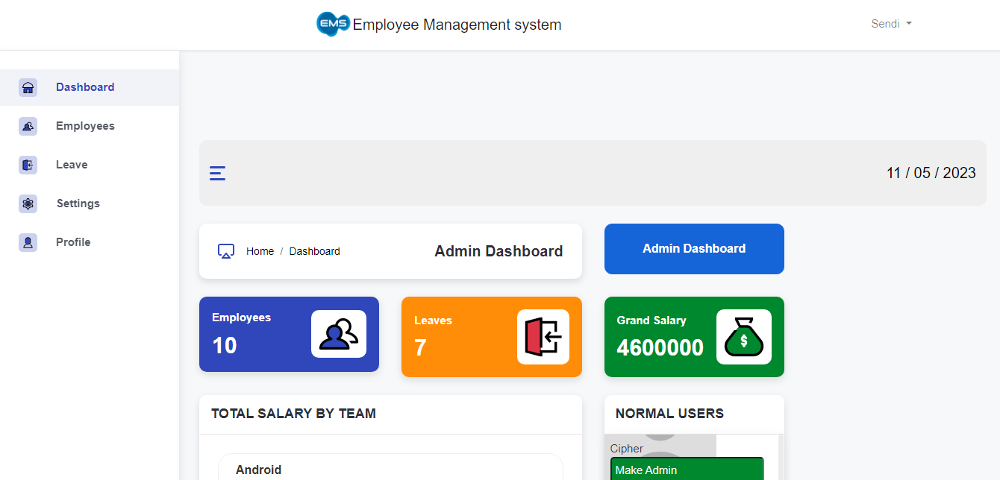 EMS Employee Management system
Sendi
Dashboard
Employees
Leave
Settings
Profile
11 / 05 / 2023
Home / Dashboard
Admin Dashboard
Admin Dashboard
Employees
10
Leaves
7
Grand Salary
4600000
$
TOTAL SALARY BY TEAM
Android
NORMAL USERS
Cipher
Make Admin